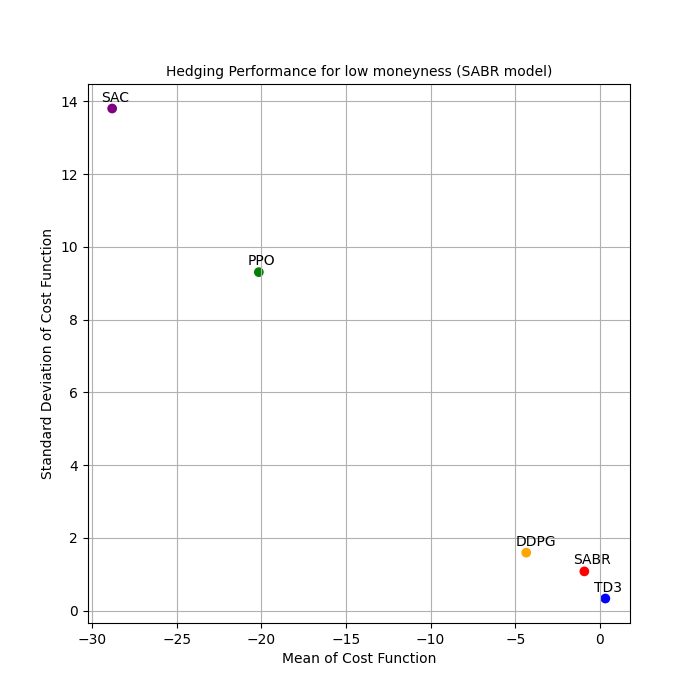 Hedging Performance for low moneyness (SABR model)
14
12
10
8
6
4
2
0
Standard Deviation of Cost Function
SAC
PPO
DDPG
SABR
TD3
−30
−25
−20
−15
−10
−5
0
Mean of Cost Function